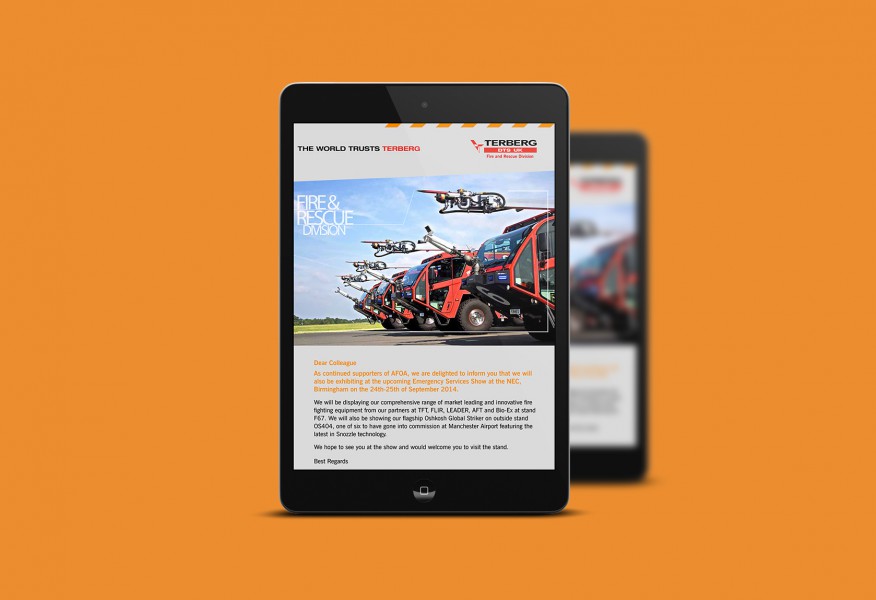 THE WORLD TRUSTS TERBERG
TERBERG
DTS UK
Fire and Rescue Division
FIRE &
RESCUE
DIVISION
6
Dear Colleague
As continued supporters of AFOA, we are delighted to inform you that we will
also be exhibiting at the upcoming Emergency Services Show at the NEC,
Birmingham on the 24th-25th of September 2014.
We will be displaying our comprehensive range of market leading and innovative fire
fighting equipment from our partners at TFT, FLIR, LEADER, AFT and Bio-Ex at stand
F67. We will also be showing our flagship Oshkosh Global Striker on outside stand
OS404, one of six to have gone into commission at Manchester Airport featuring the
latest in Snozzle technology.
We hope to see you at the show and would welcome you to visit the stand.
Best Regards